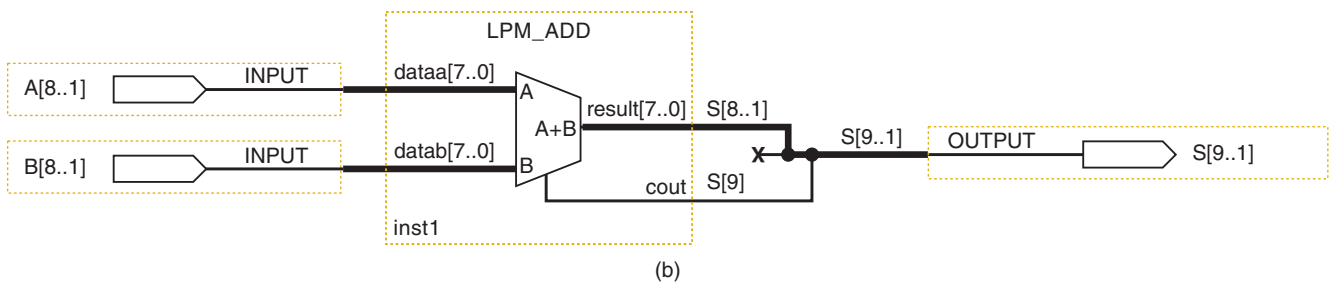 LPM_ADD
A[8..1]
INPUT
dataa[7..0]
A
B[8..1]
INPUT
datab[7..0]
B
A+B
result[7..0]
S[8..1]
X
S[9..1]
OUTPUT
S[9..1]
cout
S[9]
inst1
(b)